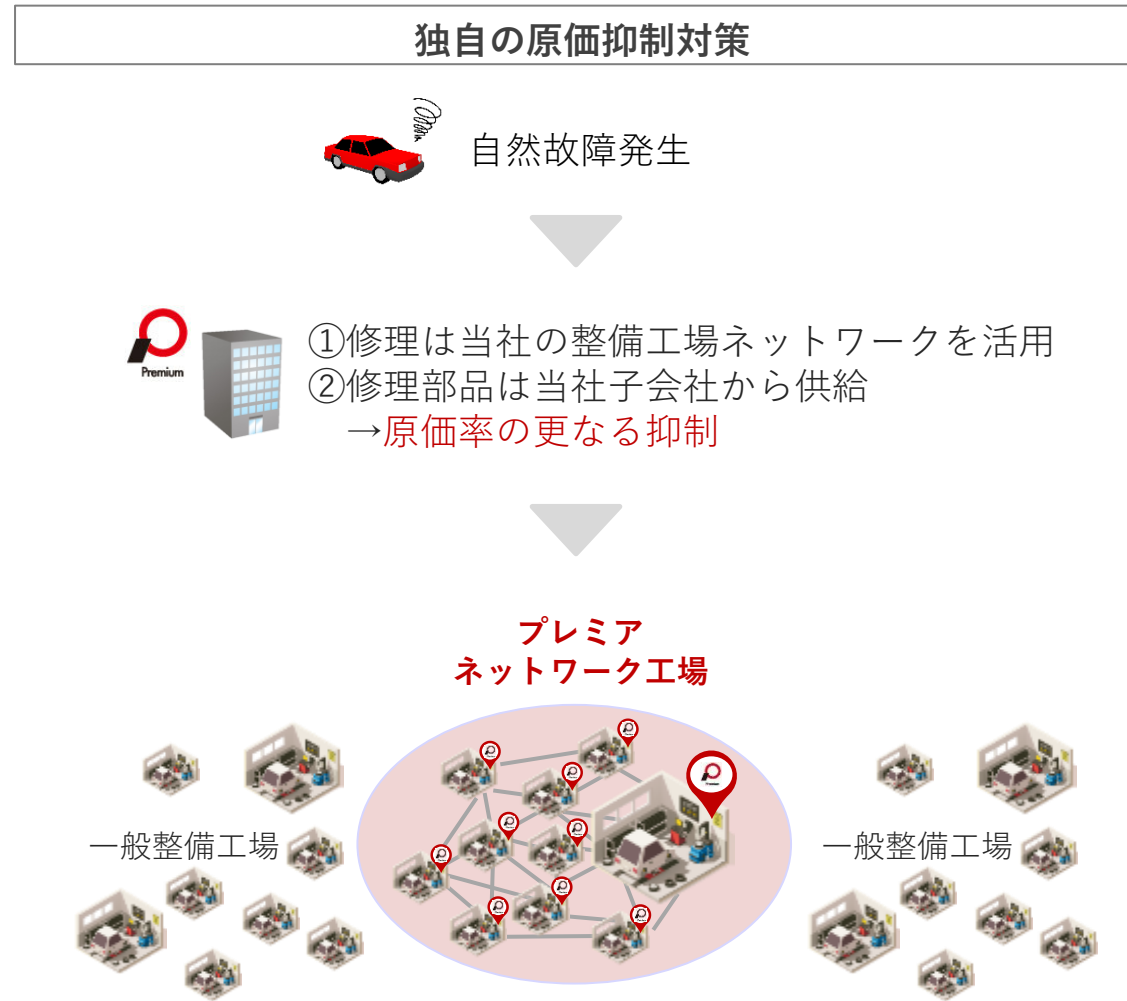 独自の原価抑制対策
自然故障発生
Premium
①修理は当社の整備工場ネットワークを活用
②修理部品は当社子会社から供給
→原価率の更なる抑制
プレミア
ネットワーク工場
一般整備工場
一般整備工場